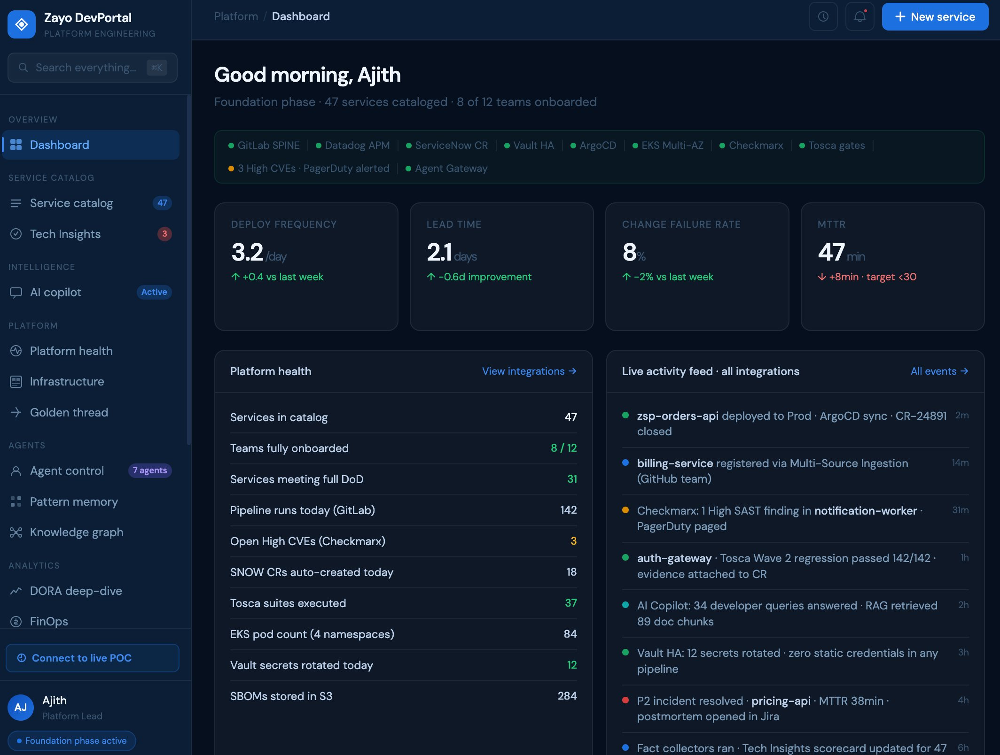 Zayo DevPortal
PLATFORM ENGINEERING
Search everything... ⌘K
OVERVIEW
Dashboard
SERVICE CATALOG
Service catalog 47
Tech Insights 3
INTELLIGENCE
AI copilot Active
PLATFORM
Platform health
Infrastructure
Golden thread
AGENTS
Agent control 7 agents
Pattern memory
Knowledge graph
ANALYTICS
DORA deep-dive
FinOps
Connect to live POC
AJ
Ajith
Platform Lead
Foundation phase active
Platform / Dashboard
+ New service
Good morning, Ajith
Foundation phase · 47 services cataloged · 8 of 12 teams onboarded
GitLab SPINE | Datadog APM | ServiceNow CR | Vault HA | ArgoCD | EKS Multi-AZ | Checkmarx | Tosca gates |
3 High CVEs · PagerDuty alerted | Agent Gateway
DEPLOY FREQUENCY
3.2 /day
↑ +0.4 vs last week
LEAD TIME
2.1 days
↑ -0.6d improvement
CHANGE FAILURE RATE
8%
↑ -2% vs last week
MTTR
47 min
↓ +8min · target <30
Platform health View integrations →
Services in catalog 47
Teams fully onboarded 8 / 12
Services meeting full DoD 31
Pipeline runs today (GitLab) 142
Open High CVEs (Checkmarx) 3
SNOW CRs auto-created today 18
Tosca suites executed 37
EKS pod count (4 namespaces) 84
Vault secrets rotated today 12
SBOMs stored in S3 284
Live activity feed · all integrations All events →
zsp-orders-api deployed to Prod · ArgoCD sync · CR-24891 2m
closed
billing-service registered via Multi-Source Ingestion 14m
(GitHub team)
Checkmarx: 1 High SAST finding in notification-worker · 31m
PagerDuty paged
auth-gateway · Tosca Wave 2 regression passed 142/142 · 1h
evidence attached to CR
AI Copilot: 34 developer queries answered · RAG retrieved 2h
89 doc chunks
Vault HA: 12 secrets rotated · zero static credentials in any 3h
pipeline
P2 incident resolved · pricing-api · MTTR 38min · 4h
postmortem opened in Jira
Fact collectors ran · Tech Insights scorecard updated for 47 6h